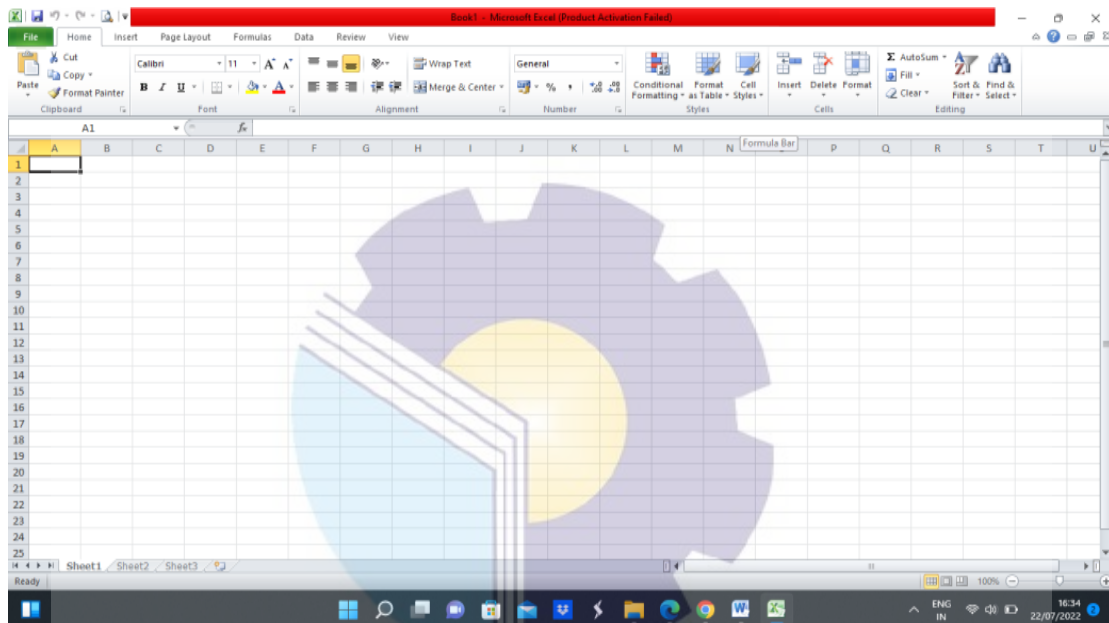 Book1 - Microsoft Excel (Product Activation Failed)
File Home Insert Page Layout Formulas Data Review View
Paste
Cut
Copy
Format Painter
Clipboard
Calibri 11 A A
B I U A
Font
Wrap Text
Merge & Center
Alignment
General
% , .00 .00
Number
Conditional Formatting
Format as Table
Cell Styles
Styles
Insert Delete Format
Cells
Σ AutoSum
Fill
Clear
Sort & Filter
Find & Select
Editing
A1 fx
Formula Bar
A B C D E F G H I J K L M N P Q R S T U
1
2
3
4
5
6
7
8
9
10
11
12
13
14
15
16
17
18
19
20
21
22
23
24
25
Sheet1 Sheet2 Sheet3
Ready 100%
ENG
IN
16:34
22/07/2022